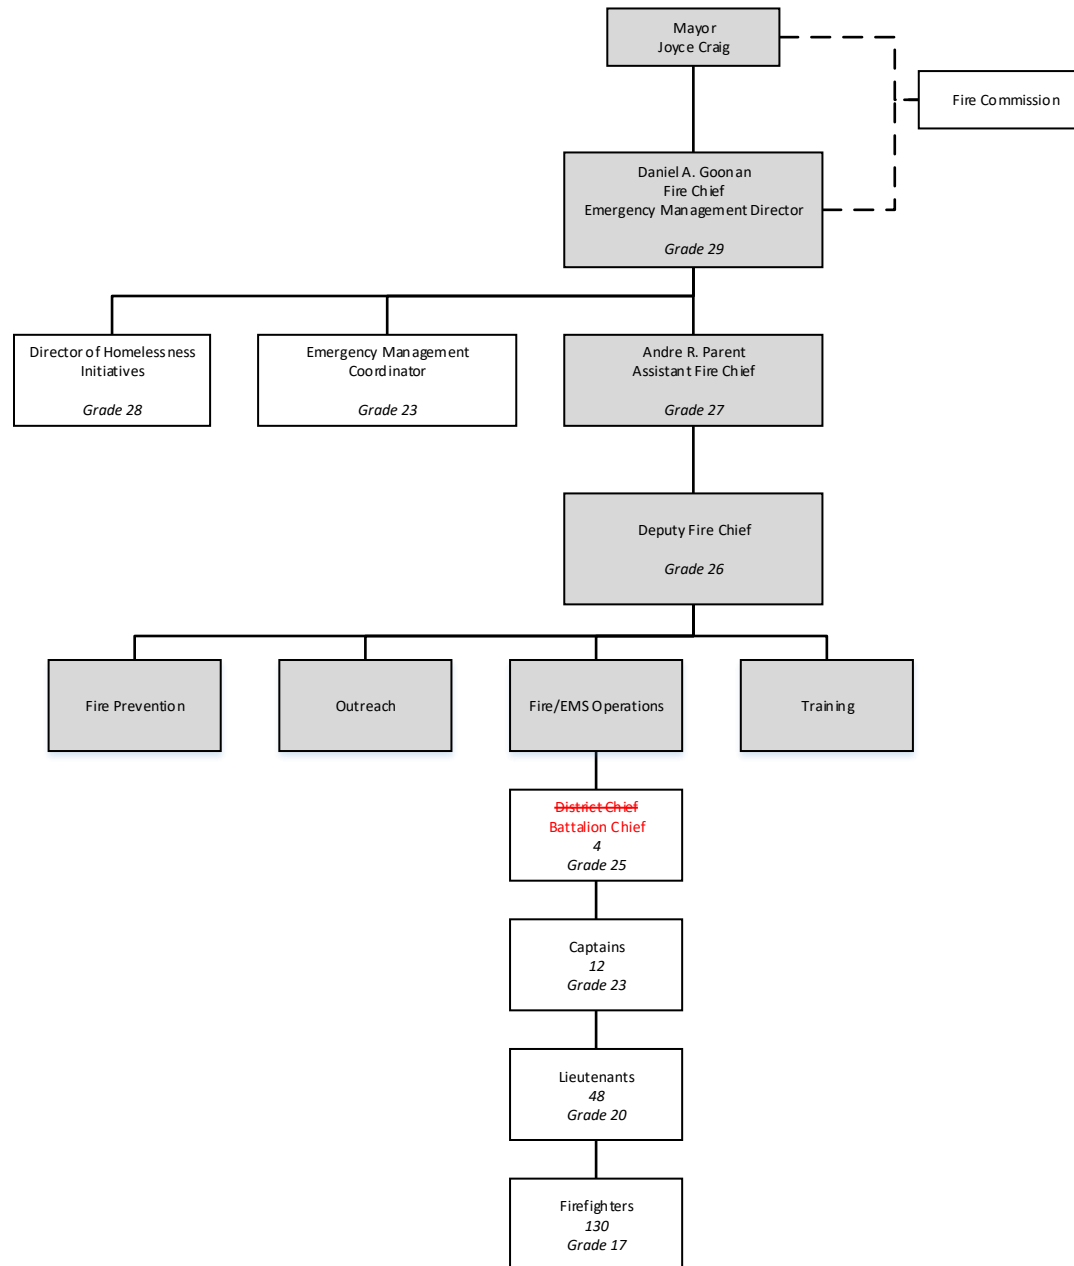 Mayor
Joyce Craig
Fire Commission
Daniel A. Goonan
Fire Chief
Emergency Management Director
Grade 29
Director of Homelessness
Initiatives
Grade 28
Emergency Management
Coordinator
Grade 23
Andre R. Parent
Assistant Fire Chief
Grade 27
Deputy Fire Chief
Grade 26
Fire Prevention
Outreach
Fire/EMS Operations
Training
District Chief
Battalion Chief
4
Grade 25
Captains
12
Grade 23
Lieutenants
48
Grade 20
Firefighters
130
Grade 17